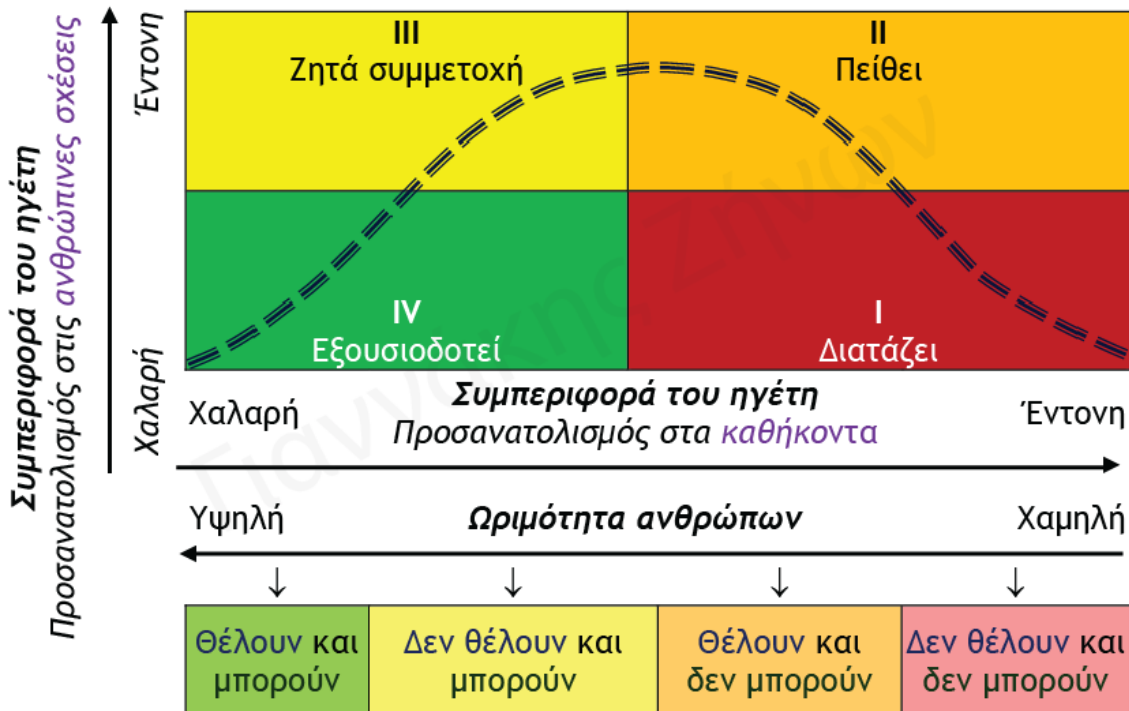 Συμπεριφορά του ηγέτη
Προσανατολισμός στις ανθρώπινες σχέσεις
Έντονη
Χαλαρή
III
Ζητά συμμετοχή
II
Πείθει
IV
Εξουσιοδοτεί
I
Διατάζει
Χαλαρή
Συμπεριφορά του ηγέτη
Προσανατολισμός στα καθήκοντα
Έντονη
Υψηλή
Ωριμότητα ανθρώπων
Χαμηλή
Θέλουν και
μπορούν
Δεν θέλουν και
μπορούν
Θέλουν και
δεν μπορούν
Δεν θέλουν και
δεν μπορούν
Γιαννάκης Ζήνων